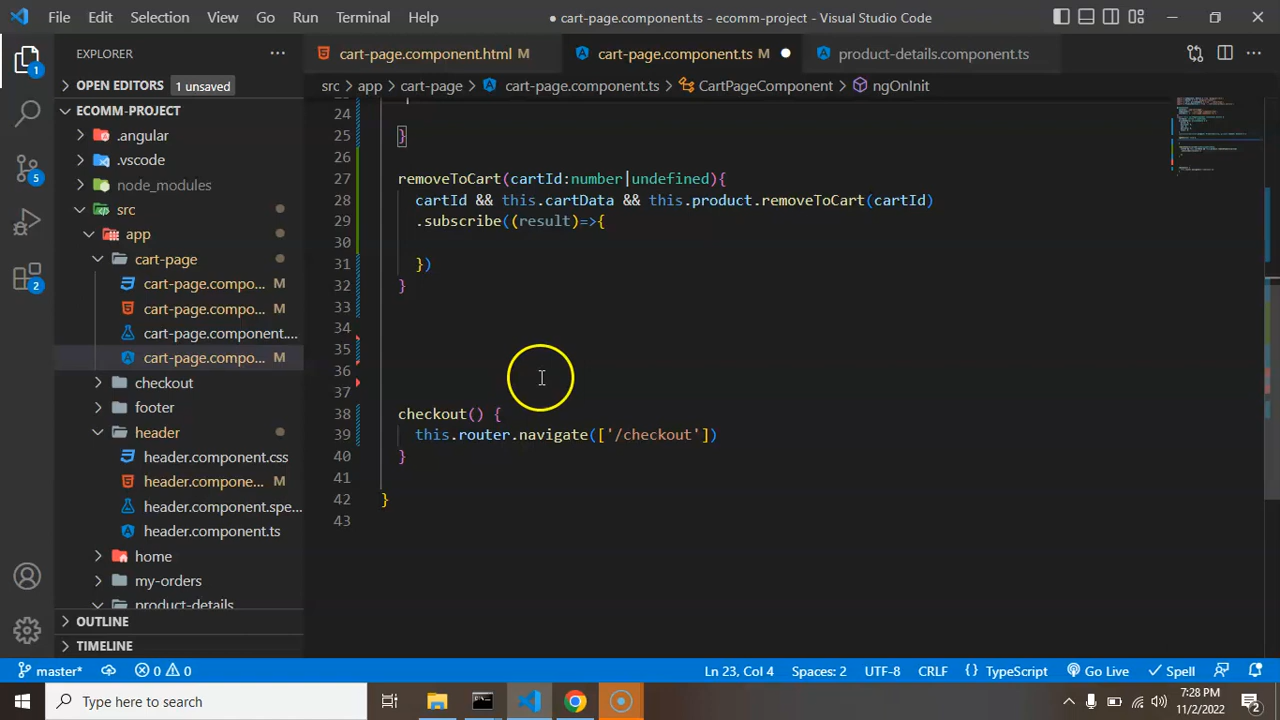 File Edit Selection View Go Run Terminal Help ● cart-page.component.ts - ecomm-project - Visual Studio Code
EXPLORER
cart-page.component.html M
cart-page.component.ts M
product-details.component.ts
OPEN EDITORS 1 unsaved
src > app > cart-page > cart-page.component.ts > CartPageComponent > ngOnInit
ECOMM-PROJECT
.angular
.vscode
node_modules
src
app
cart-page
cart-page.compo... M
cart-page.compo... M
cart-page.component....
cart-page.compo... M
checkout
footer
header
header.component.css
header.compone... M
header.component.spe...
header.component.ts
home
my-orders
product-details
OUTLINE
TIMELINE
1
5
2
24
25 }
26
27 removeToCart(cartId:number|undefined){
28 cartId && this.cartData && this.product.removeToCart(cartId)
29 .subscribe((result)=>{
30
31 })
32 }
33
34
35
36
37
38 checkout() {
39 this.router.navigate(['/checkout'])
40 }
41
42 }
43
master* 0 0 Ln 23, Col 4 Spaces: 2 UTF-8 CRLF {} TypeScript Go Live Spell
Type here to search
7:28 PM
11/2/2022
2